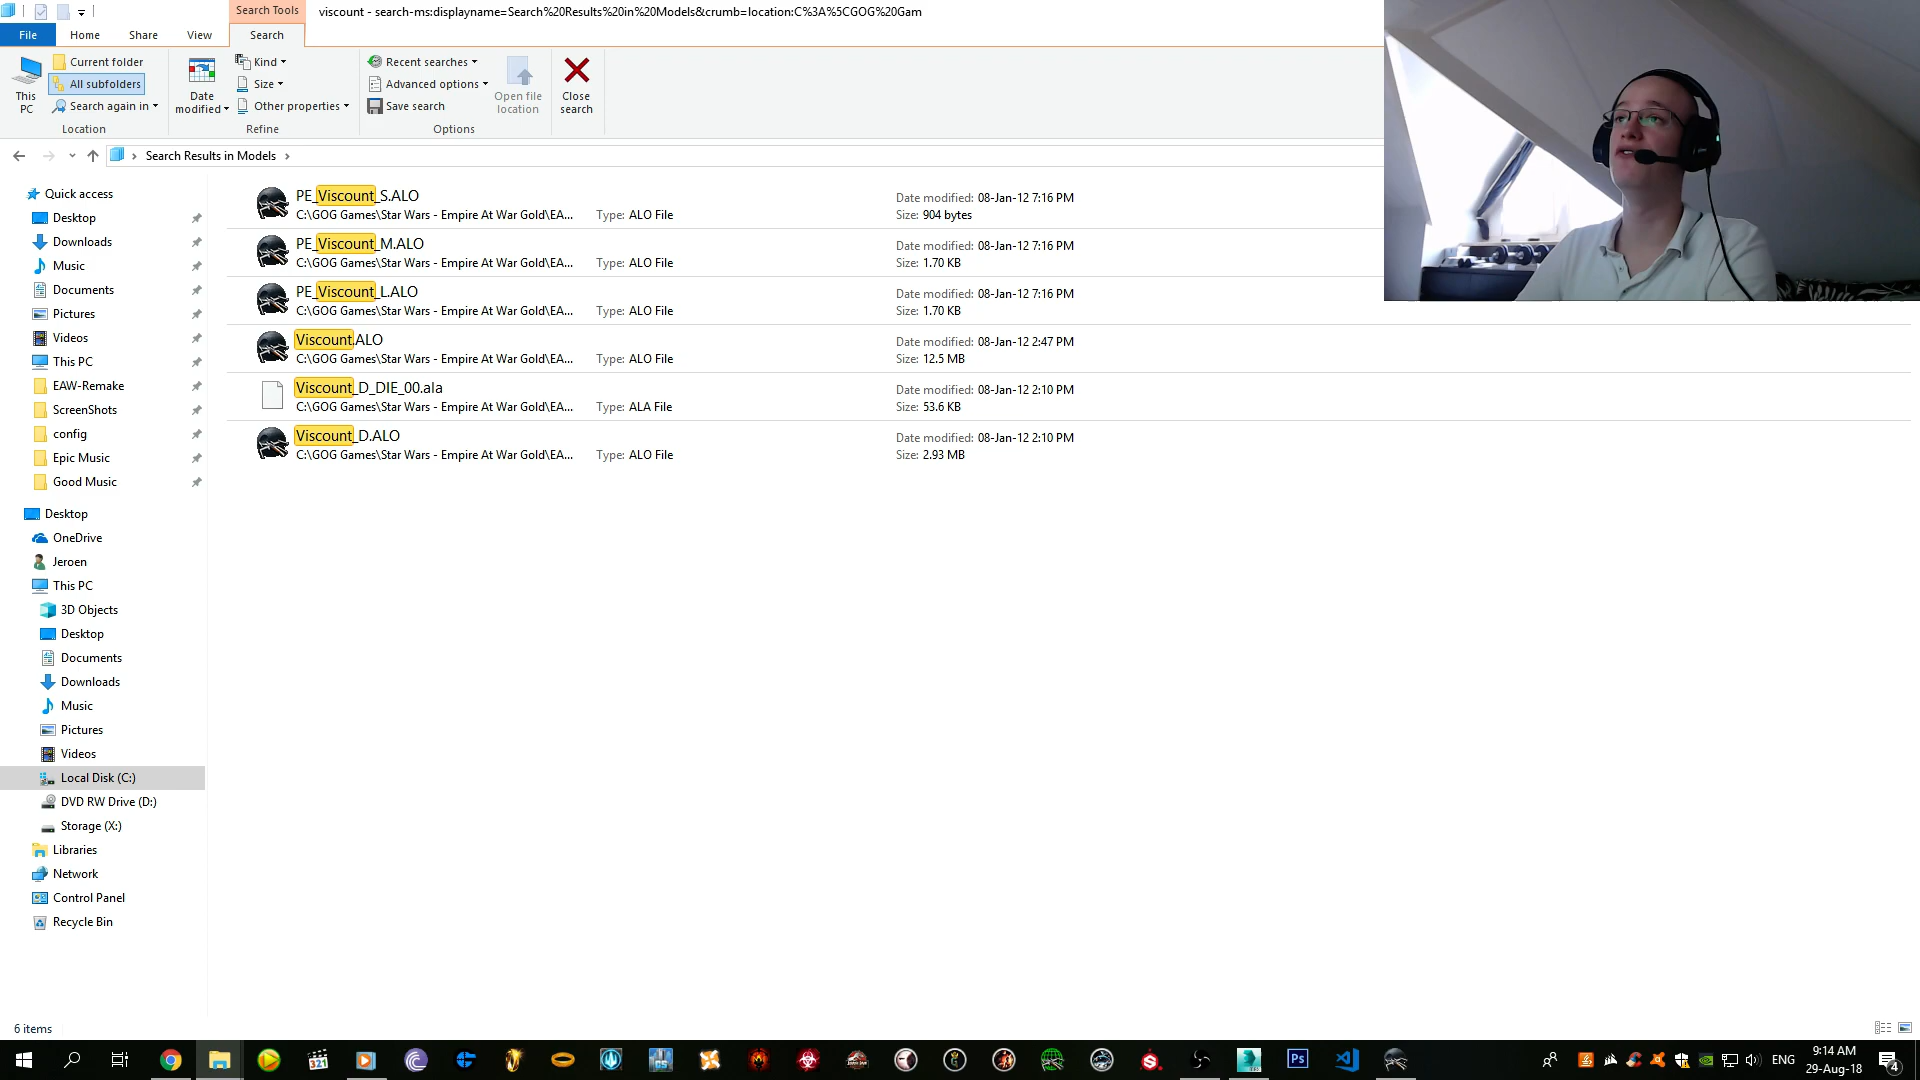 Search Tools
viscount - search-ms:displayname=Search%20Results%20in%20Models&crumb=location:C%3A%5CGOG%20Gam
File Home Share View Search
This PC
Current folder
All subfolders
Search again in
Location
Date modified
Kind
Size
Other properties
Refine
Recent searches
Advanced options
Save search
Open file location
Options
Close search
Search Results in Models
Quick access
Desktop
Downloads
Music
Documents
Pictures
Videos
This PC
EAW-Remake
ScreenShots
config
Epic Music
Good Music
Desktop
OneDrive
Jeroen
This PC
3D Objects
Desktop
Documents
Downloads
Music
Pictures
Videos
Local Disk (C:)
DVD RW Drive (D:)
Storage (X:)
Libraries
Network
Control Panel
Recycle Bin
PE_Viscount_S.ALO Date modified: 08-Jan-12 7:16 PM
C:\GOG Games\Star Wars - Empire At War Gold\EA... Type: ALO File Size: 904 bytes
PE_Viscount_M.ALO Date modified: 08-Jan-12 7:16 PM
C:\GOG Games\Star Wars - Empire At War Gold\EA... Type: ALO File Size: 1.70 KB
PE_Viscount_L.ALO Date modified: 08-Jan-12 7:16 PM
C:\GOG Games\Star Wars - Empire At War Gold\EA... Type: ALO File Size: 1.70 KB
Viscount.ALO Date modified: 08-Jan-12 2:47 PM
C:\GOG Games\Star Wars - Empire At War Gold\EA... Type: ALO File Size: 12.5 MB
Viscount_D_DIE_00.ala Date modified: 08-Jan-12 2:10 PM
C:\GOG Games\Star Wars - Empire At War Gold\EA... Type: ALA File Size: 53.6 KB
Viscount_D.ALO Date modified: 08-Jan-12 2:10 PM
C:\GOG Games\Star Wars - Empire At War Gold\EA... Type: ALO File Size: 2.93 MB
6 items
321
Ps
ENG
9:14 AM
29-Aug-18
4